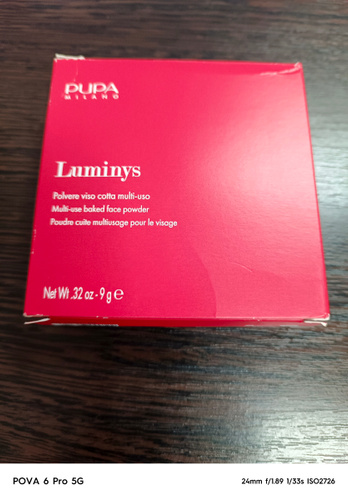 PUPA
MILANO
Luminys
Polvere viso cotta multi-uso
Multi-use baked face powder
Poudre cuite multiusage pour le visage
Net Wt .32 oz - 9 g ℮
POVA 6 Pro 5G
24mm f/1.89 1/33s ISO2726